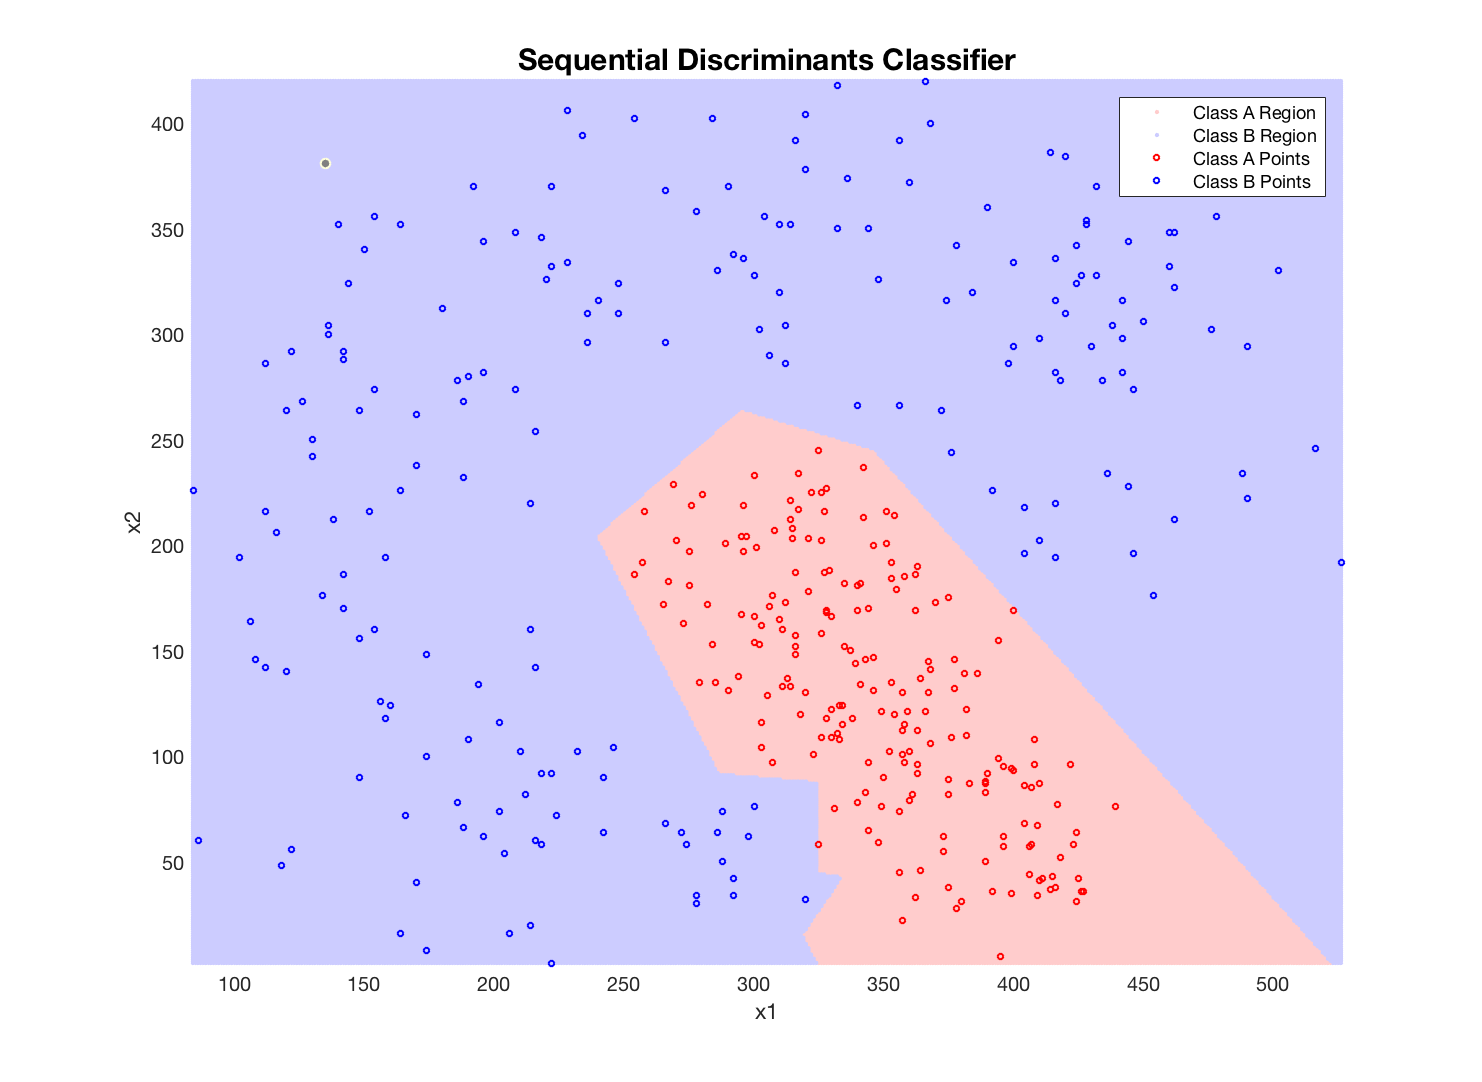 Sequential Discriminants Classifier
Class A Region
Class B Region
Class A Points
Class B Points
400
350
300
250
200
150
100
50
x2
100 150 200 250 300 350 400 450 500
x1